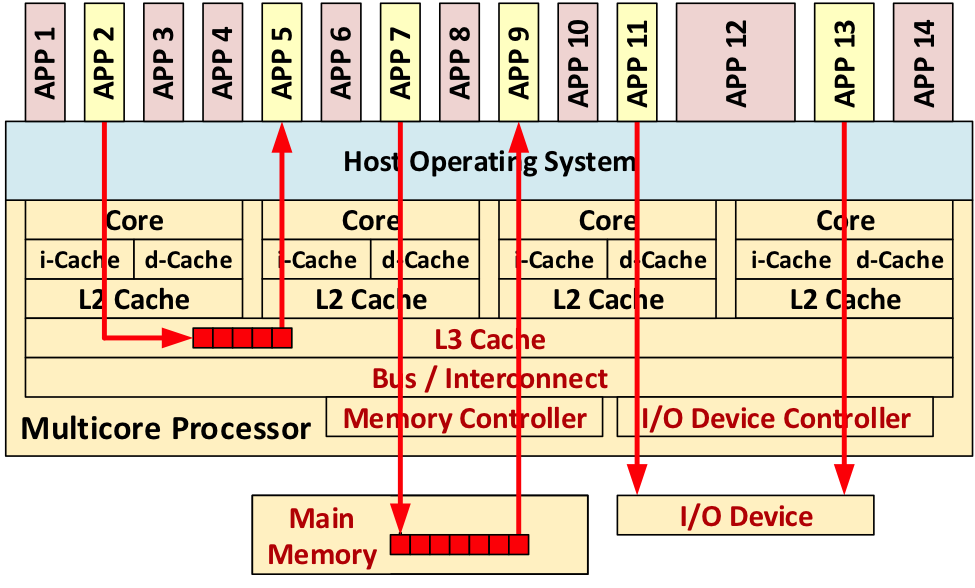 APP 1
APP 2
APP 3
APP 4
APP 5
APP 6
APP 7
APP 8
APP 9
APP 10
APP 11
APP 12
APP 13
APP 14
Host Operating System
Core
Core
Core
Core
i-Cache
d-Cache
i-Cache
d-Cache
i-Cache
d-Cache
i-Cache
d-Cache
L2 Cache
L2 Cache
L2 Cache
L2 Cache
L3 Cache
Bus / Interconnect
Multicore Processor
Memory Controller
I/O Device Controller
Main
Memory
I/O Device